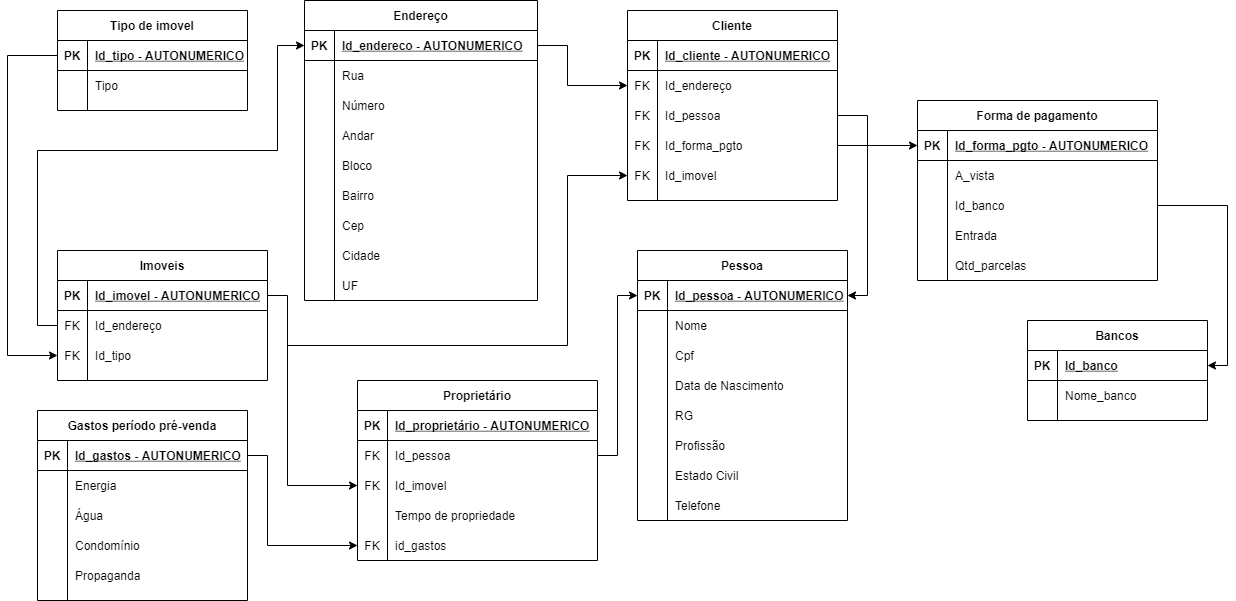 Tipo de imovel
PK Id_tipo - AUTONUMERICO
Tipo
Endereço
PK Id_endereco - AUTONUMERICO
Rua
Número
Andar
Bloco
Bairro
Cep
Cidade
UF
Cliente
PK Id_cliente - AUTONUMERICO
FK Id_endereço
FK Id_pessoa
FK Id_forma_pgto
FK Id_imovel
Forma de pagamento
PK Id_forma_pgto - AUTONUMERICO
A_vista
Id_banco
Entrada
Qtd_parcelas
Imoveis
PK Id_imovel - AUTONUMERICO
FK Id_endereço
FK Id_tipo
Pessoa
PK Id_pessoa - AUTONUMERICO
Nome
Cpf
Data de Nascimento
RG
Profissão
Estado Civil
Telefone
Bancos
PK Id_banco
Nome_banco
Proprietário
PK Id_proprietário - AUTONUMERICO
FK Id_pessoa
FK Id_imovel
Tempo de propriedade
FK id_gastos
Gastos período pré-venda
PK Id_gastos - AUTONUMERICO
Energia
Água
Condomínio
Propaganda